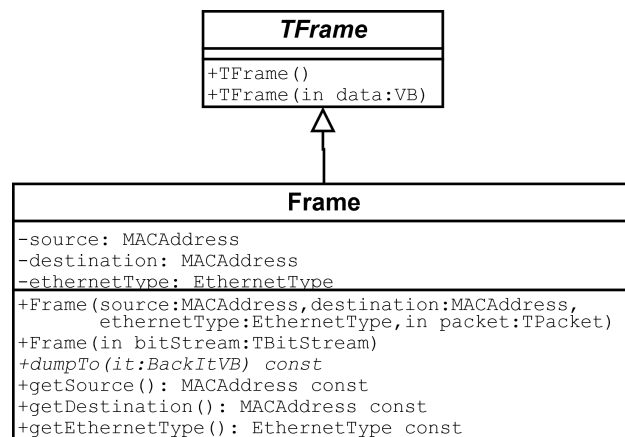 TFrame
+TFrame()
+TFrame(in data:VB)
Frame
-source: MACAddress
-destination: MACAddress
-ethernetType: EthernetType
+Frame(source:MACAddress,destination:MACAddress,
ethernetType:EthernetType,in packet:TPacket)
+Frame(in bitStream:TBitStream)
+dumpTo(it:BackItVB) const
+getSource(): MACAddress const
+getDestination(): MACAddress const
+getEthernetType(): EthernetType const